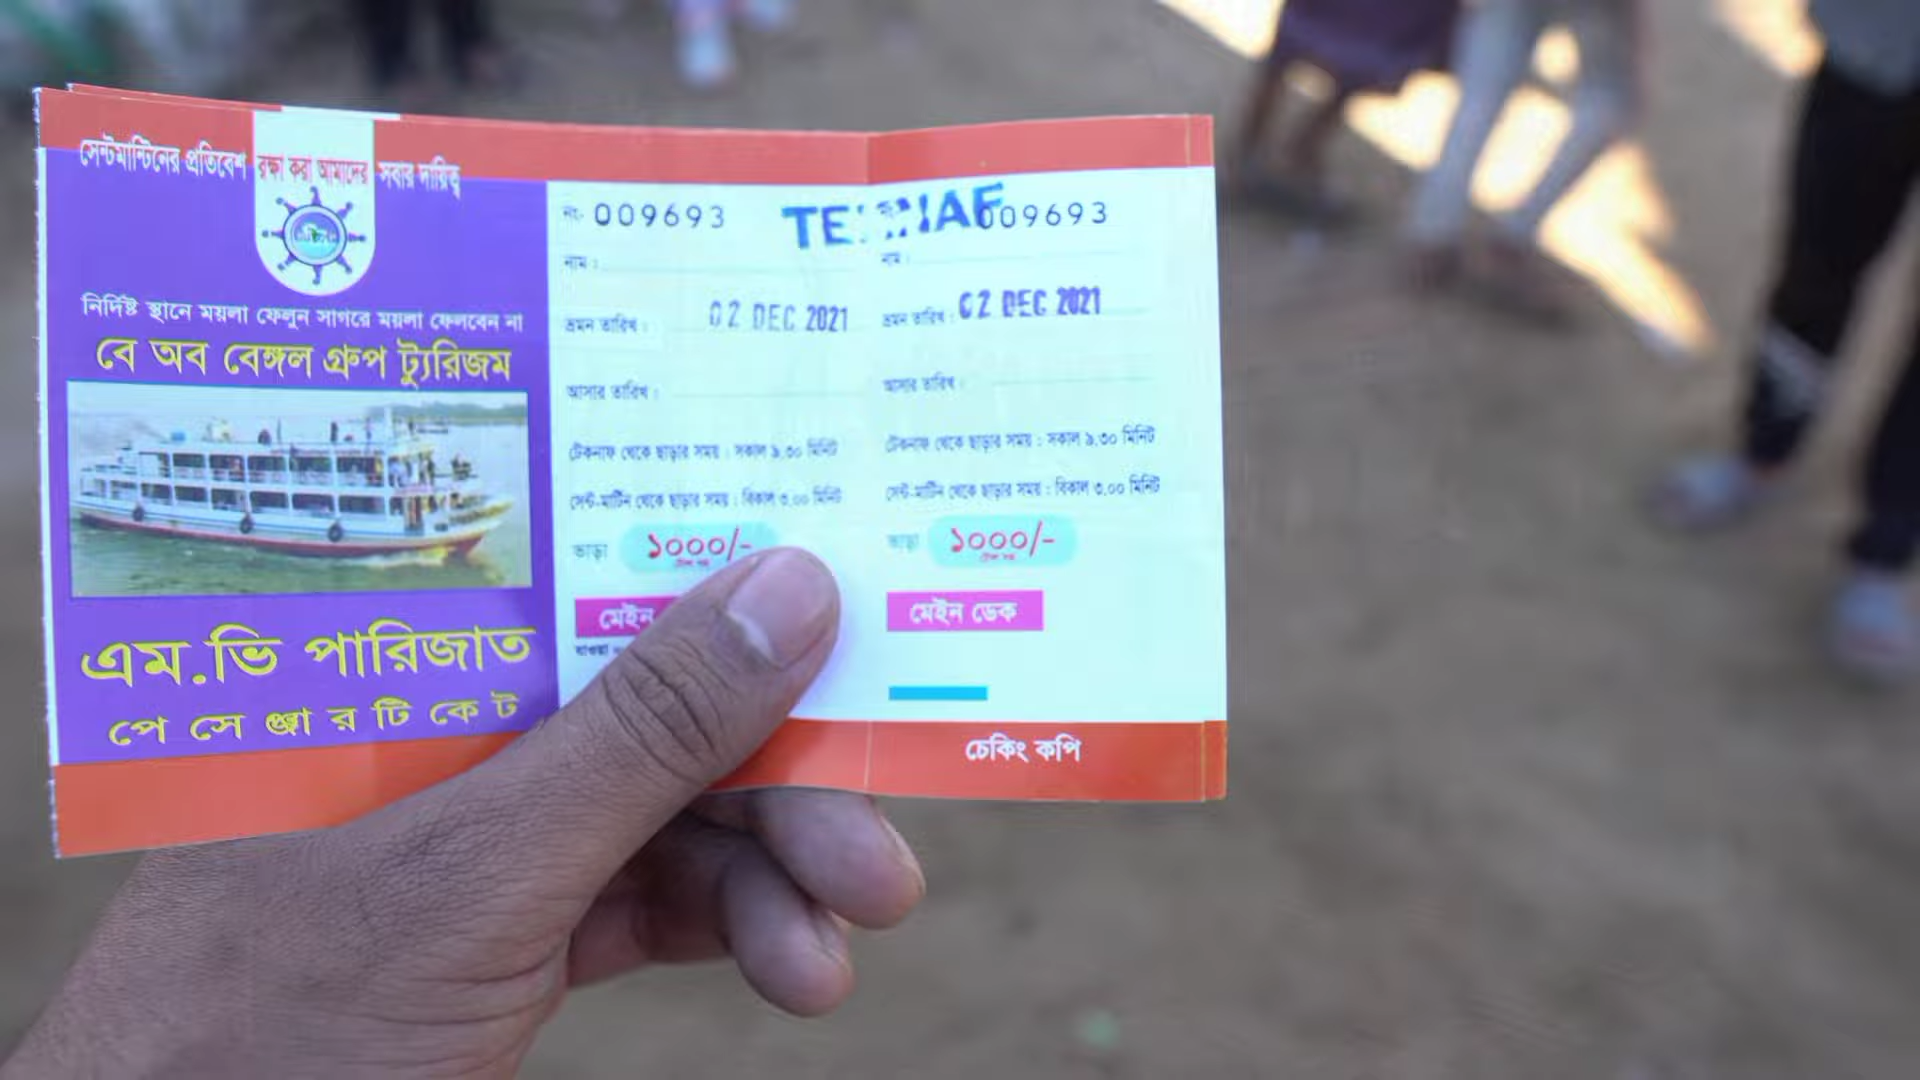 সেন্টমার্টিনের প্রতিবেশ রক্ষা করা আমাদের সবার দায়িত্ব
নির্দিষ্ট স্থানে ময়লা ফেলুন সাগরে ময়লা ফেলবেন না
বে অব বেঙ্গল গ্রুপ ট্যুরিজম
এম.ভি পারিজাত
পে সে ঞ্জা র টি কে ট
নং- 009693
নাম :
ভ্রমন তারিখ : 02 DEC 2021
আসার তারিখ :
টেকনাফ থেকে ছাড়ার সময় : সকাল ৯.৩০ মিনিট
সেন্ট-মার্টিন থেকে ছাড়ার সময় : বিকাল ৩.০০ মিনিট
ভাড়া ১০০০/-
মেইন
যাওয়া
009693
নাম :
ভ্রমন তারিখ : 02 DEC 2021
আসার তারিখ :
টেকনাফ থেকে ছাড়ার সময় : সকাল ৯.৩০ মিনিট
সেন্ট-মার্টিন থেকে ছাড়ার সময় : বিকাল ৩.০০ মিনিট
ভাড়া ১০০০/-
মেইন ডেক
চেকিং কপি